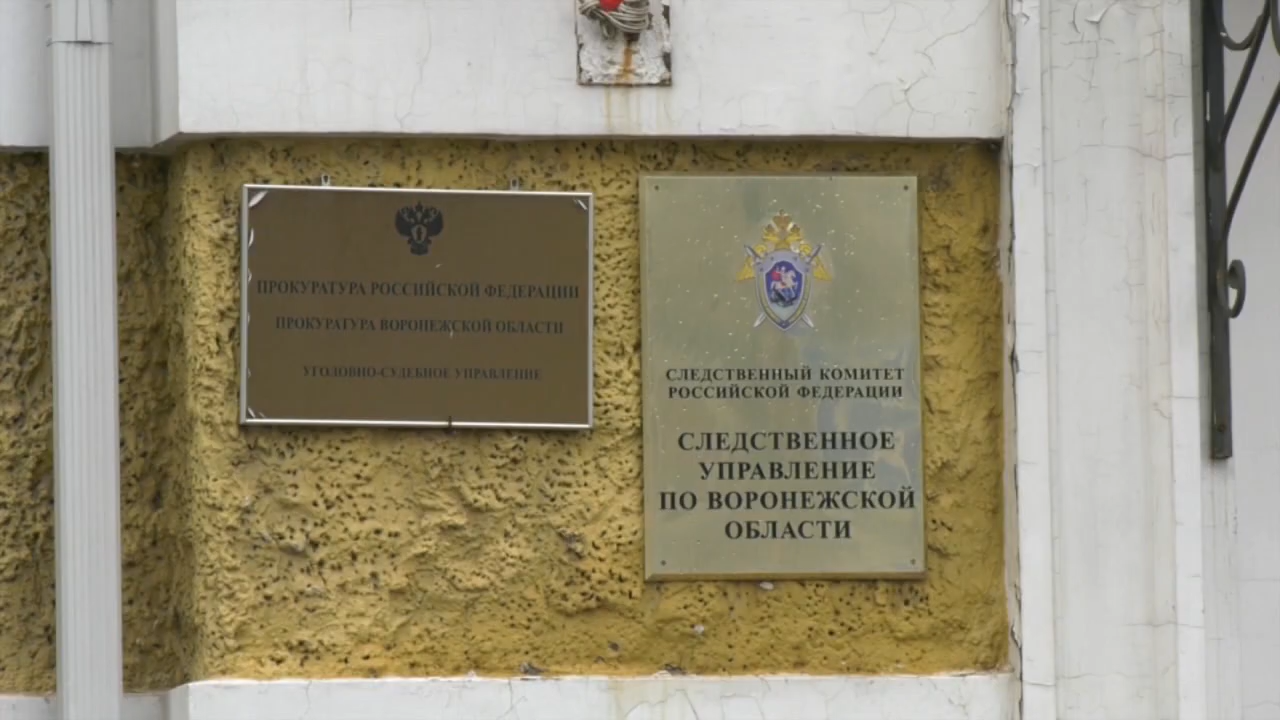 ПРОКУРАТУРА РОССИЙСКОЙ ФЕДЕРАЦИИ
ПРОКУРАТУРА ВОРОНЕЖСКОЙ ОБЛАСТИ
УГОЛОВНО-СУДЕБНОЕ УПРАВЛЕНИЕ
СЛЕДСТВЕННЫЙ КОМИТЕТ
РОССИЙСКОЙ ФЕДЕРАЦИИ
СЛЕДСТВЕННОЕ
УПРАВЛЕНИЕ
ПО ВОРОНЕЖСКОЙ
ОБЛАСТИ